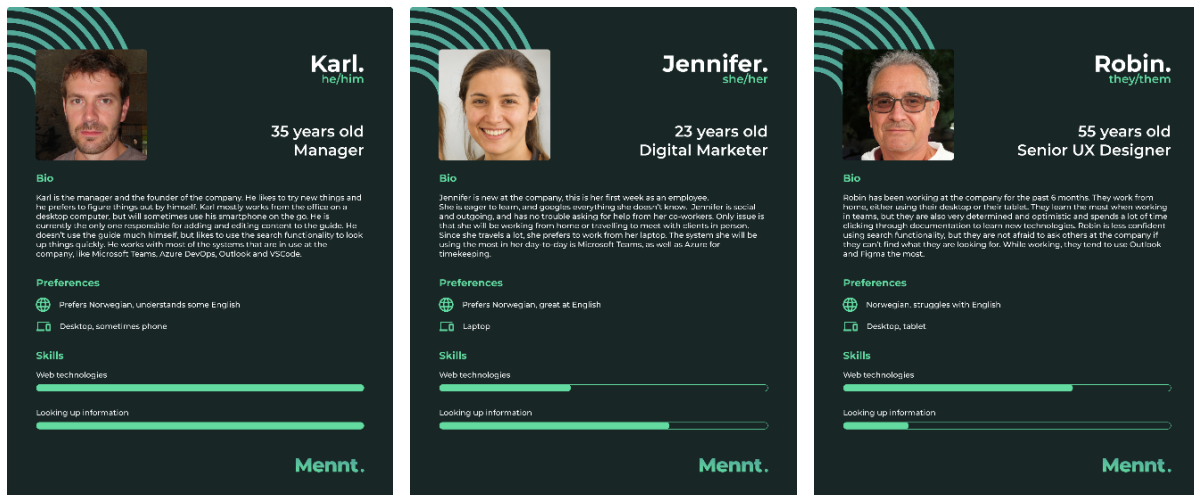 Karl.
he/him
35 years old
Manager
Bio
Karl is the manager and the founder of the company. He likes to try new things and
he prefers to figure things out by himself. Karl mostly works from the office on a
desktop computer, but will sometimes use his smartphone on the go. He is
currently the only one responsible for adding and editing content to the guide. He
doesn't use the guide much himself, but likes to use the search functionality to look
up things quickly. He works with most of the systems that are in use at the
company, like Microsoft Teams. Azure DevOps, Outlook and VSCode.
Preferences
Prefers Norwegian, understands some English
Desktop, sometimes phone
Skills
Web technologies
Looking up information
Mennt.
Jennifer.
she/her
23 years old
Digital Marketer
Bio
Jennifer is new at the company, this is her first week as an employee.
She is eager to learn, and googles everything she doesn't know. Jennifer is social
and outgoing, and has no trouble asking for help from her co-workers. Only issue is
that she will be working from home or travelling to meet with clients in person.
Since she travels a lot, she prefers to work from her laptop. The system she will be
using the most in her day-to-day is Microsoft Teams, as well as Azure for
timekeeping.
Preferences
Prefers Norwegian, great at English
Laptop
Skills
Web technologies
Looking up information
Mennt.
Robin.
they/them
55 years old
Senior UX Designer
Bio
Robin has been working at the company for the past 6 months. They work from
home, either using their desktop or their tablet. They learn the most when working
in teams, but they are also very determined and optimistic and spends a lot of time
clicking through documentation to learn new technologies. Robin is less confident
using search functionality, but they are not afraid to ask others at the company if
they can't find what they are looking for. While working, they tend to use Outlook
and Figma the most.
Preferences
Norwegian, struggles with English
Desktop, tablet
Skills
Web technologies
Looking up information
Mennt.